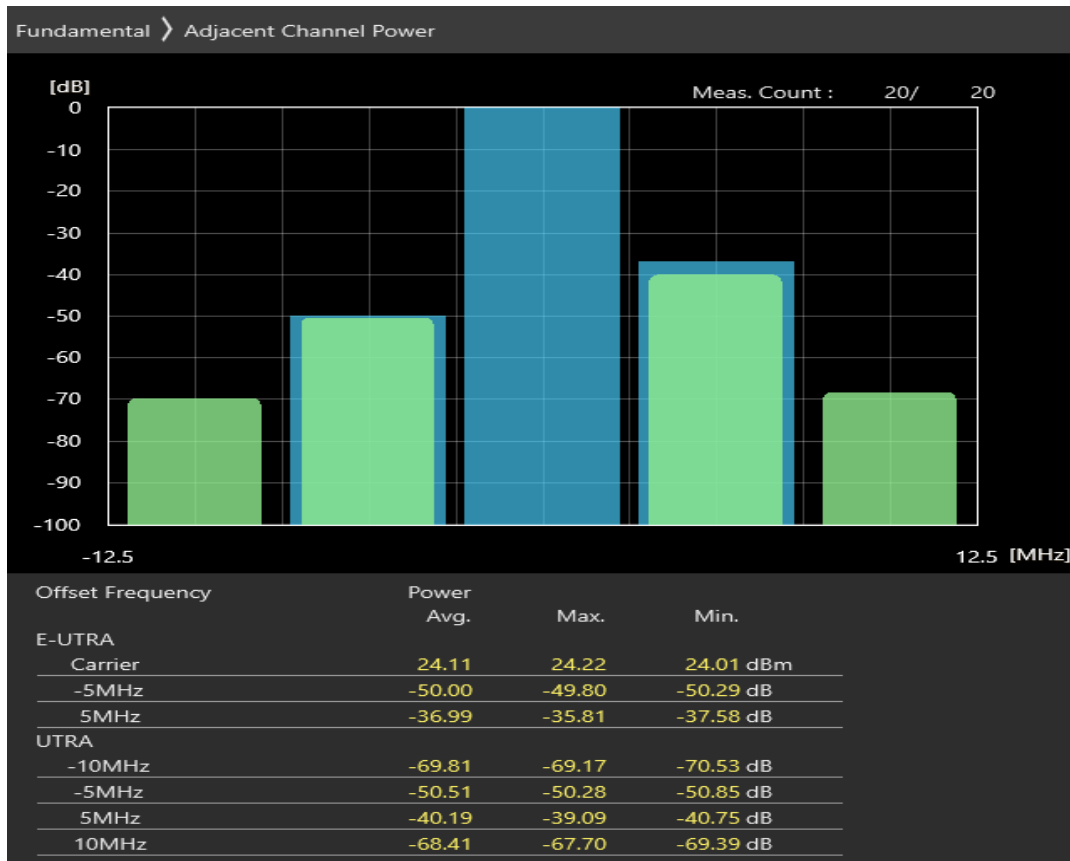 Fundamental ❯ Adjacent Channel Power
[dB]
Meas. Count : 20/ 20
0
-10
-20
-30
-40
-50
-60
-70
-80
-90
-100
-12.5 12.5 [MHz]
Offset Frequency Power
Avg. Max. Min.
E-UTRA
Carrier 24.11 24.22 24.01 dBm
-5MHz -50.00 -49.80 -50.29 dB
5MHz -36.99 -35.81 -37.58 dB
UTRA
-10MHz -69.81 -69.17 -70.53 dB
-5MHz -50.51 -50.28 -50.85 dB
5MHz -40.19 -39.09 -40.75 dB
10MHz -68.41 -67.70 -69.39 dB